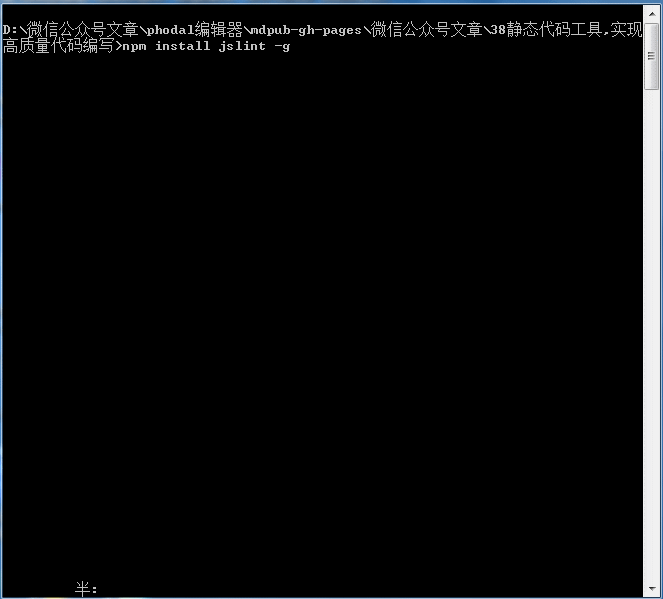 D:\微信公众号文章\phodal编辑器\mdpub-gh-pages\微信公众号文章\38静态代码工具,实现
高质量代码编写>npm install jslint -g
半: